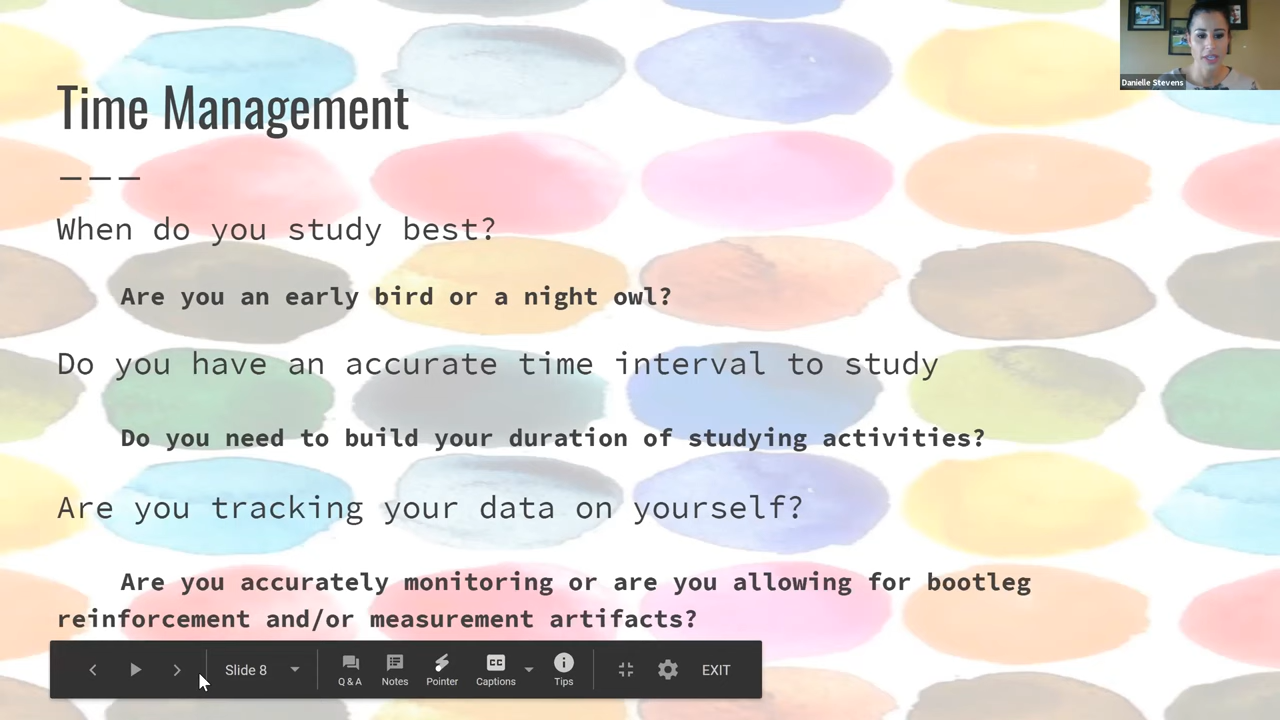 Danielle Stevens
Time Management
———
When do you study best?
Are you an early bird or a night owl?
Do you have an accurate time interval to study
Do you need to build your duration of studying activities?
Are you tracking your data on yourself?
Are you accurately monitoring or are you allowing for bootleg
reinforcement and/or measurement artifacts?
Slide 8
Q & A
Notes
Pointer
CC
Captions
Tips
EXIT